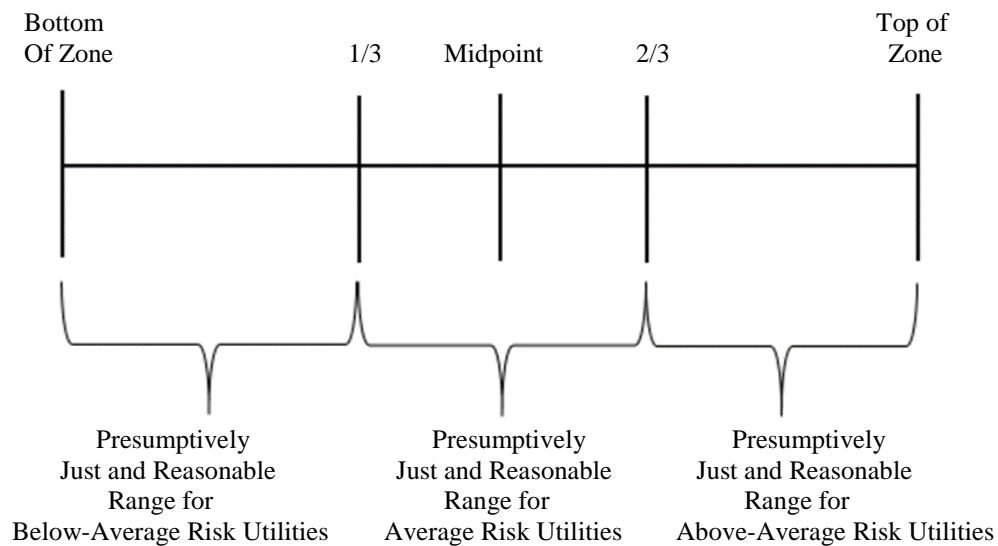 Bottom
Of Zone
1/3
Midpoint
2/3
Top of
Zone
Presumptively
Just and Reasonable
Range for
Below-Average Risk Utilities
Presumptively
Just and Reasonable
Range for
Average Risk Utilities
Presumptively
Just and Reasonable
Range for
Above-Average Risk Utilities